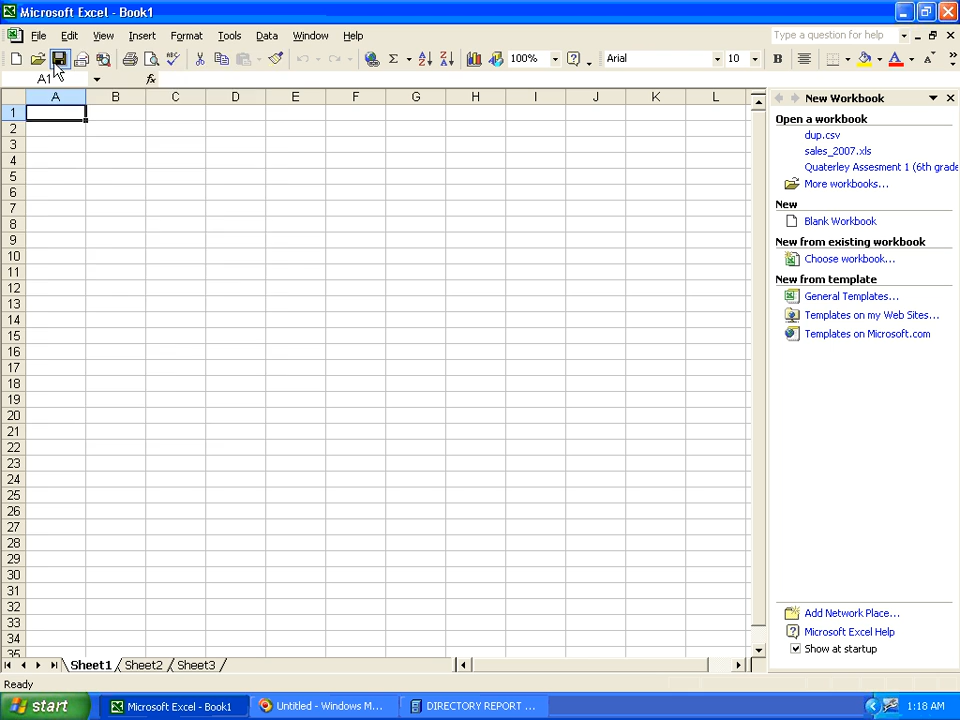 Microsoft Excel - Book1
File Edit View Insert Format Tools Data Window Help Type a question for help
100% Arial 10 B A
A1 fx
A B C D E F G H I J K L
New Workbook
Open a workbook
dup.csv
sales_2007.xls
Quaterley Assesment 1 (6th grade
More workbooks...
New
Blank Workbook
New from existing workbook
Choose workbook...
New from template
General Templates...
Templates on my Web Sites...
Templates on Microsoft.com
1
2
3
4
5
6
7
8
9
10
11
12
13
14
15
16
17
18
19
20
21
22
23
24
25
26
27
28
29
30
31
32
33
34
35
Add Network Place...
Microsoft Excel Help
Show at startup
Sheet1 Sheet2 Sheet3
Ready
start Microsoft Excel - Book1 Untitled - Windows M... DIRECTORY REPORT ... 1:18 AM